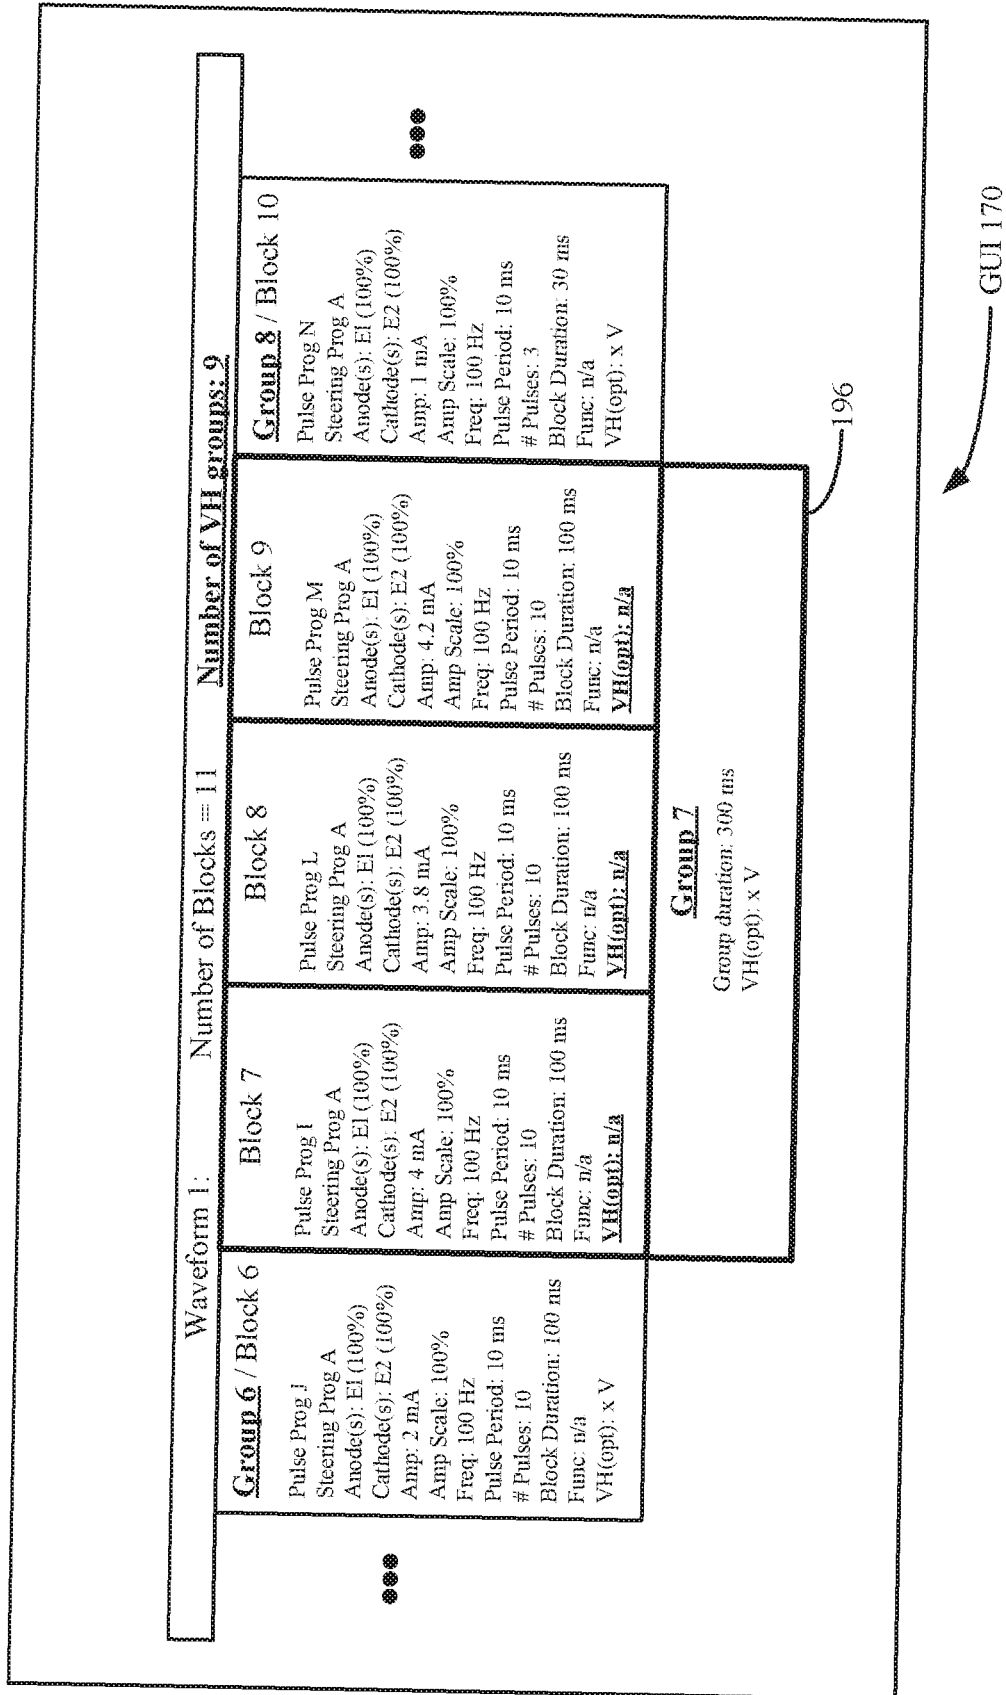 Waveform 1: Number of Blocks = 11 Number of VH groups: 9
Group 6 / Block 6
Pulse Prog J
Steering Prog A
Anode(s): E1 (100%)
Cathode(s): E2 (100%)
Amp: 2 mA
Amp Scale: 100%
Freq: 100 Hz
Pulse Period: 10 ms
# Pulses: 10
Block Duration: 100 ms
Func: n/a
VH(opt): x V
Block 7
Pulse Prog I
Steering Prog A
Anode(s): E1 (100%)
Cathode(s): E2 (100%)
Amp: 4 mA
Amp Scale: 100%
Freq: 100 Hz
Pulse Period: 10 ms
# Pulses: 10
Block Duration: 100 ms
Func: n/a
VH(opt): n/a
Block 8
Pulse Prog L
Steering Prog A
Anode(s): E1 (100%)
Cathode(s): E2 (100%)
Amp: 3.8 mA
Amp Scale: 100%
Freq: 100 Hz
Pulse Period: 10 ms
# Pulses: 10
Block Duration: 100 ms
Func: n/a
VH(opt): n/a
Block 9
Pulse Prog M
Steering Prog A
Anode(s): E1 (100%)
Cathode(s): E2 (100%)
Amp: 4.2 mA
Amp Scale: 100%
Freq: 100 Hz
Pulse Period: 10 ms
# Pulses: 10
Block Duration: 100 ms
Func: n/a
VH(opt): n/a
Group 8 / Block 10
Pulse Prog N
Steering Prog A
Anode(s): E1 (100%)
Cathode(s): E2 (100%)
Amp: 1 mA
Amp Scale: 100%
Freq: 100 Hz
Pulse Period: 10 ms
# Pulses: 3
Block Duration: 30 ms
Func: n/a
VH(opt): x V
Group 7
Group duration: 300 ms
VH(opt): x V
196
GUI 170